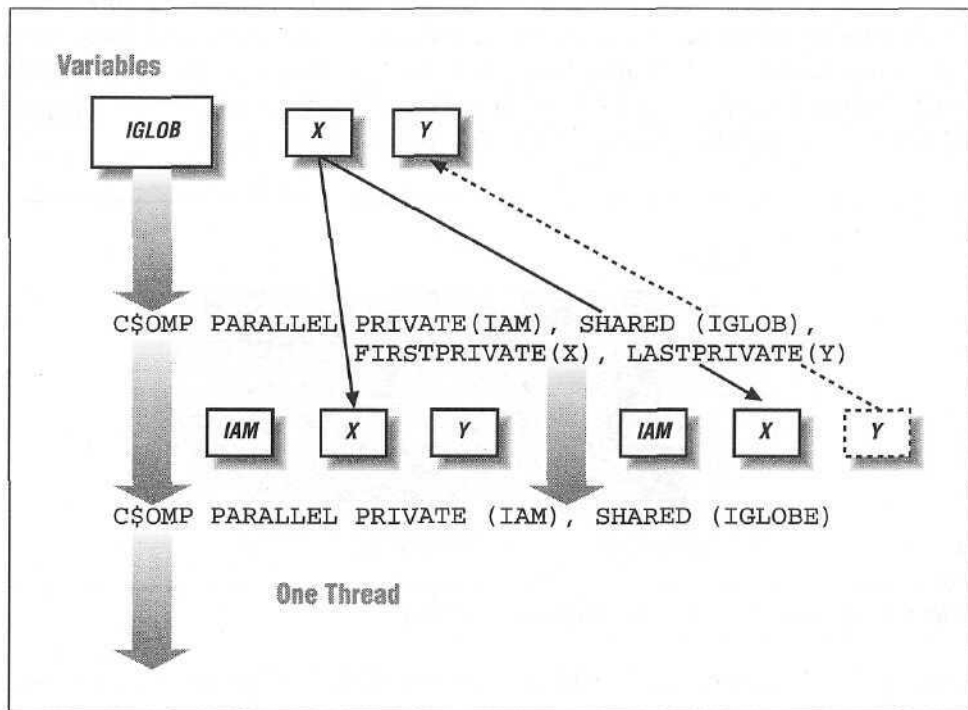 Variables
IGLOB X Y
C$OMP PARALLEL PRIVATE(IAM), SHARED (IGLOB),
FIRSTPRIVATE(X), LASTPRIVATE(Y)
IAM X Y IAM X Y
C$OMP PARALLEL PRIVATE (IAM), SHARED (IGLOBE)
One Thread